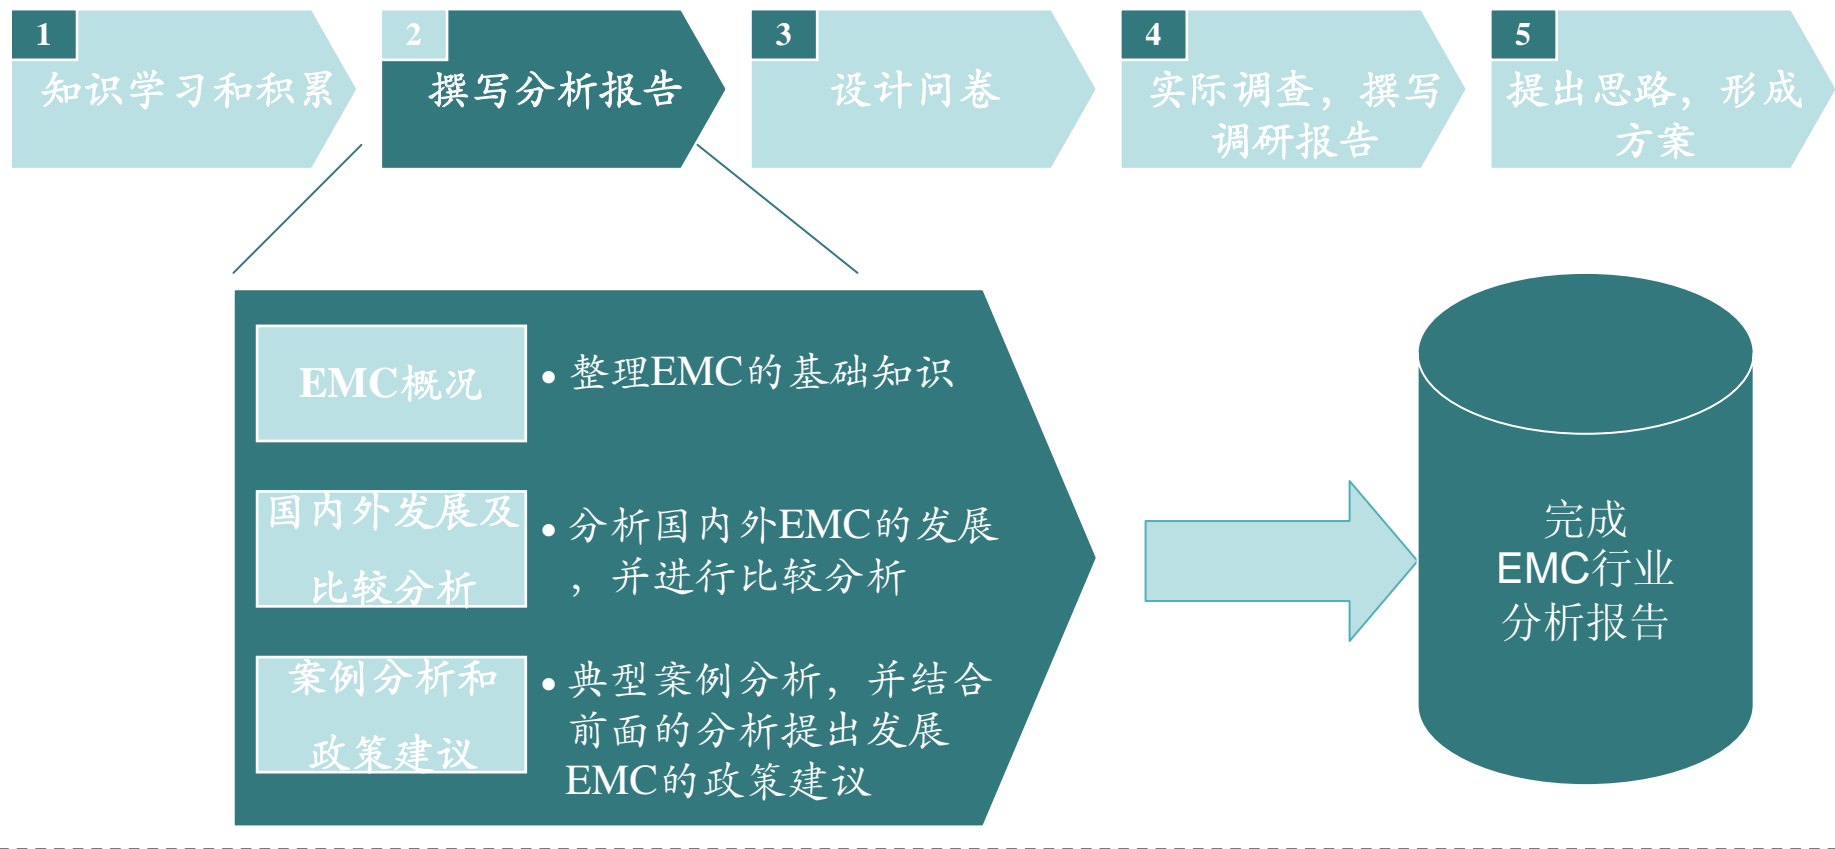 1
知识学习和积累
2
撰写分析报告
3
设计问卷
4
实际调查，撰写
调研报告
5
提出思路，形成
方案
EMC概况
• 整理EMC的基础知识
国内外发展及
比较分析
• 分析国内外EMC的发展
，并进行比较分析
案例分析和
政策建议
• 典型案例分析，并结合
前面的分析提出发展
EMC的政策建议
完成
EMC行业
分析报告